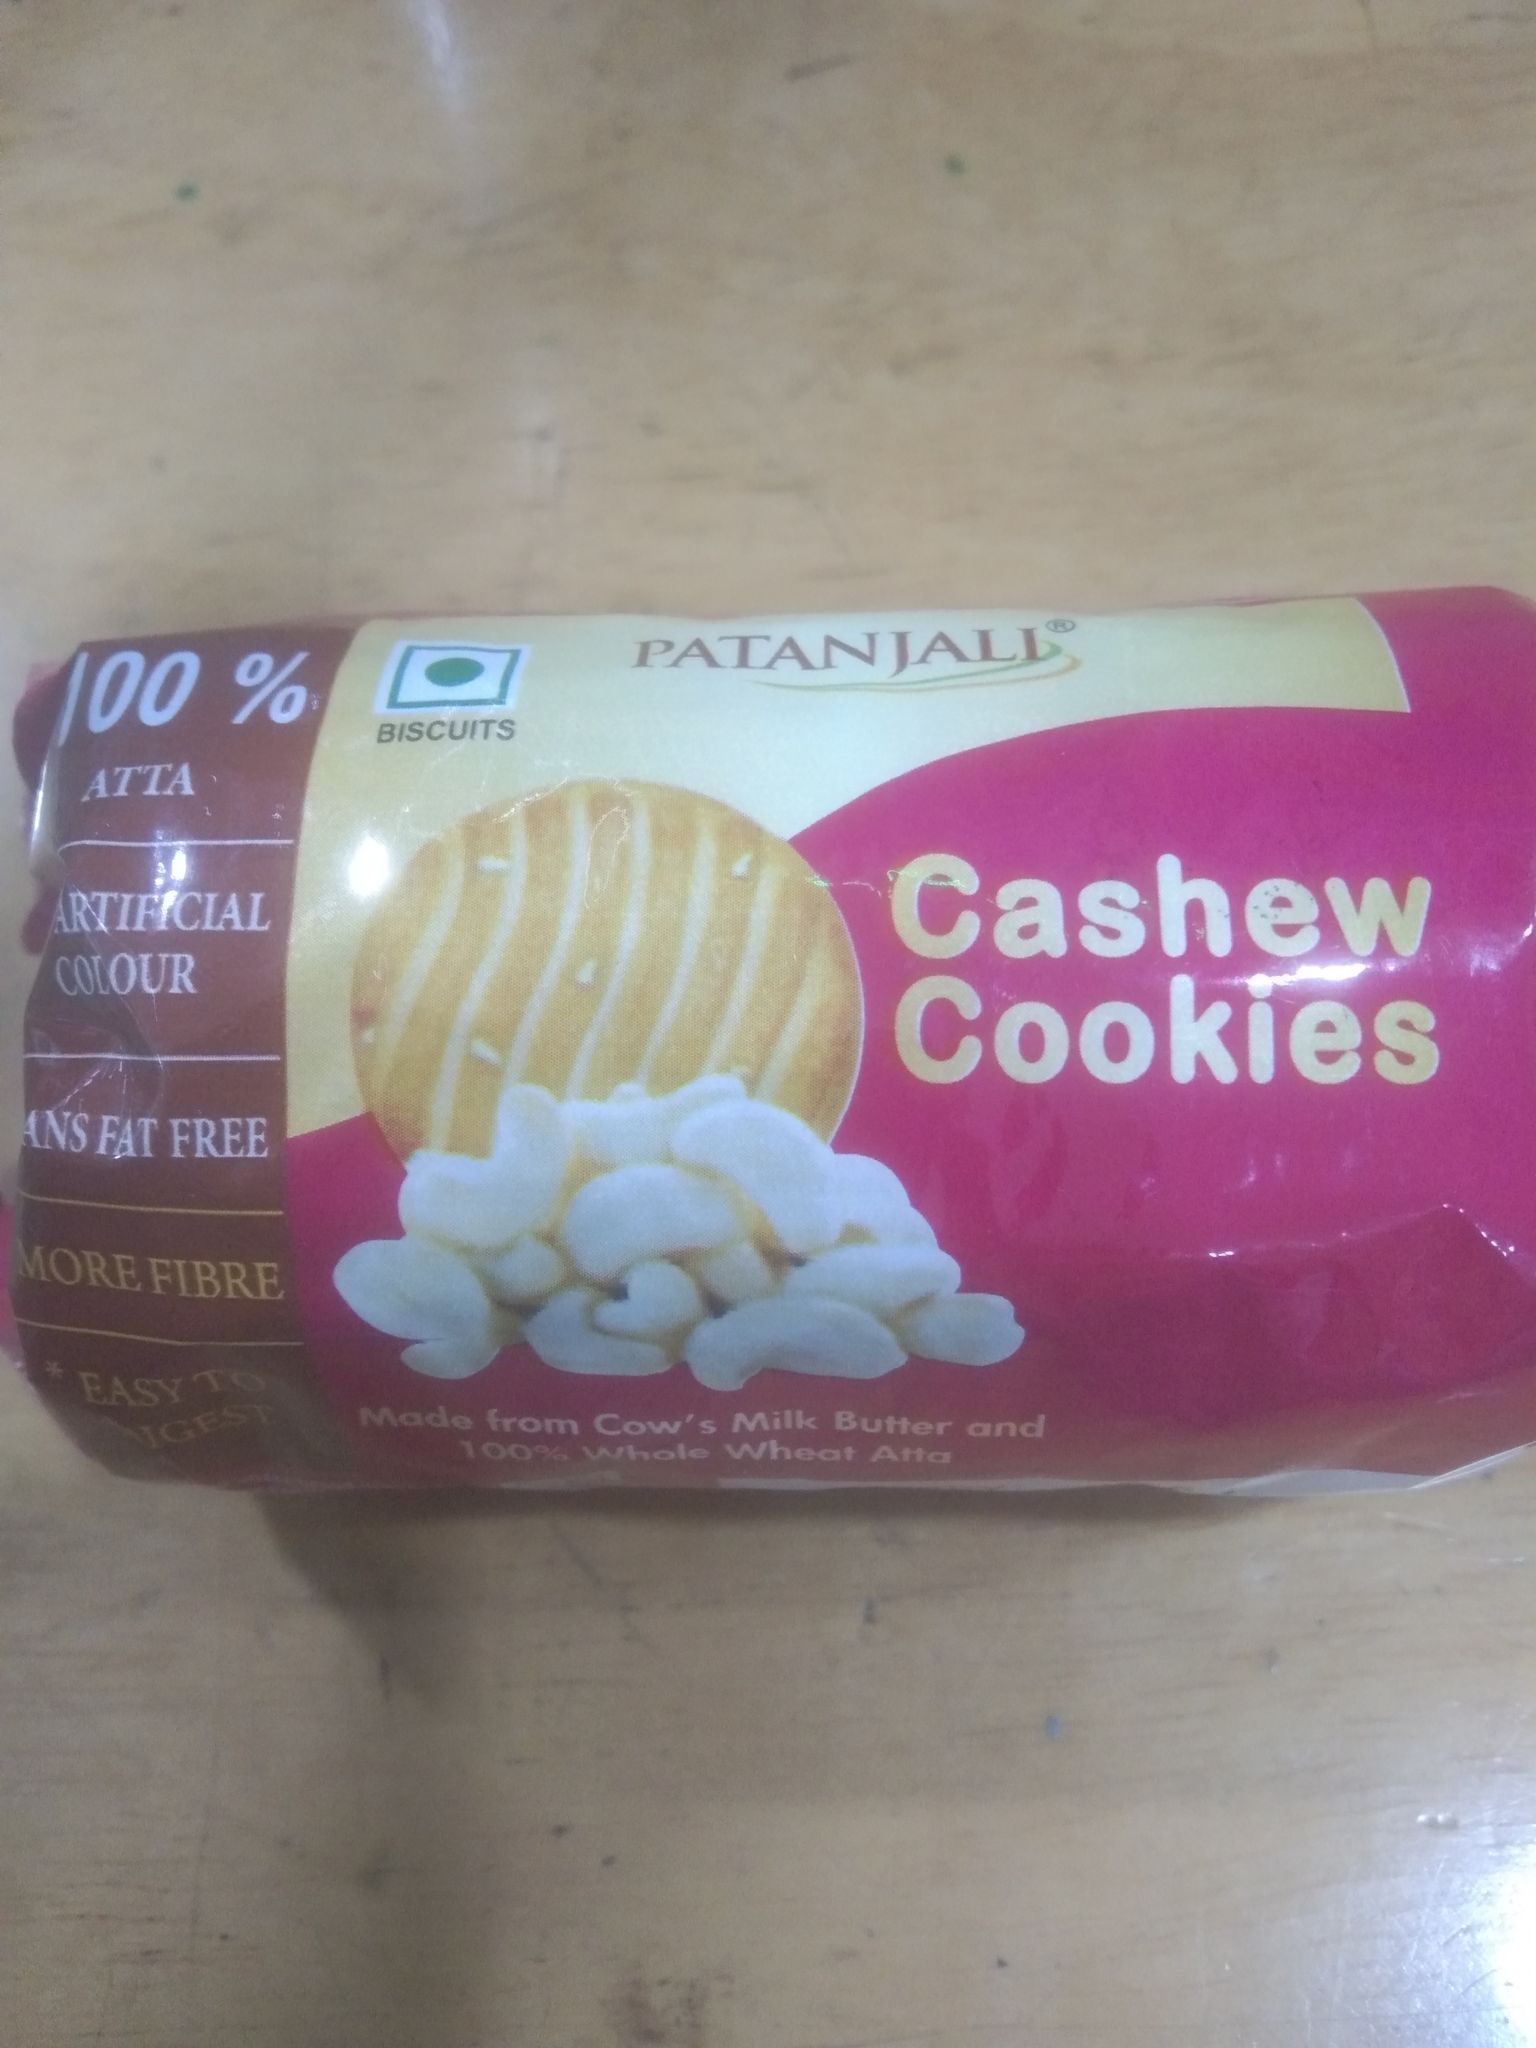 100 %
ATTA
ARTIFICIAL
COLOUR
ANS FAT FREE
MORE FIBRE
* EASY TO
IGEST
BISCUITS
PATANJALI®
Cashew
Cookies
Made from Cow's Milk Butter and
100% Whole Wheat Atta